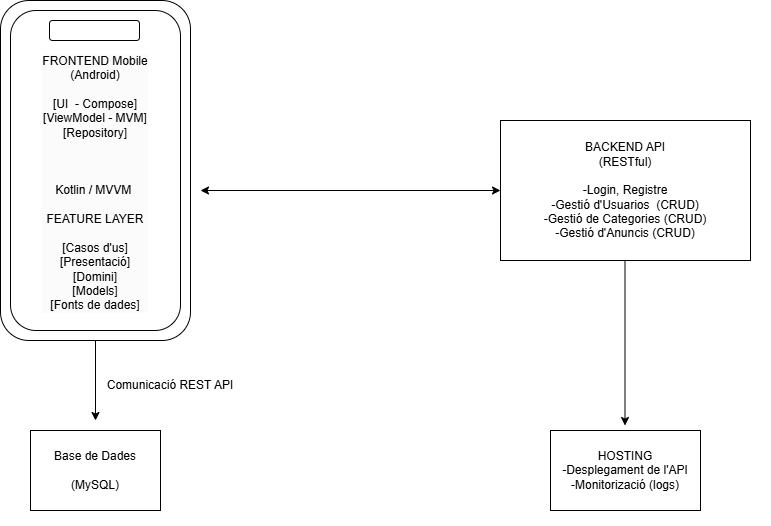 FRONTEND Mobile
(Android)
[UI - Compose]
[ViewModel - MVM]
[Repository]
Kotlin / MVVM
FEATURE LAYER
[Casos d'us]
[Presentació]
[Domini]
[Models]
[Fonts de dades]
BACKEND API
(RESTful)
-Login, Registre
-Gestió d'Usuarios (CRUD)
-Gestió de Categories (CRUD)
-Gestió d'Anuncis (CRUD)
Comunicació REST API
Base de Dades
(MySQL)
HOSTING
-Desplegament de l'API
-Monitorizació (logs)